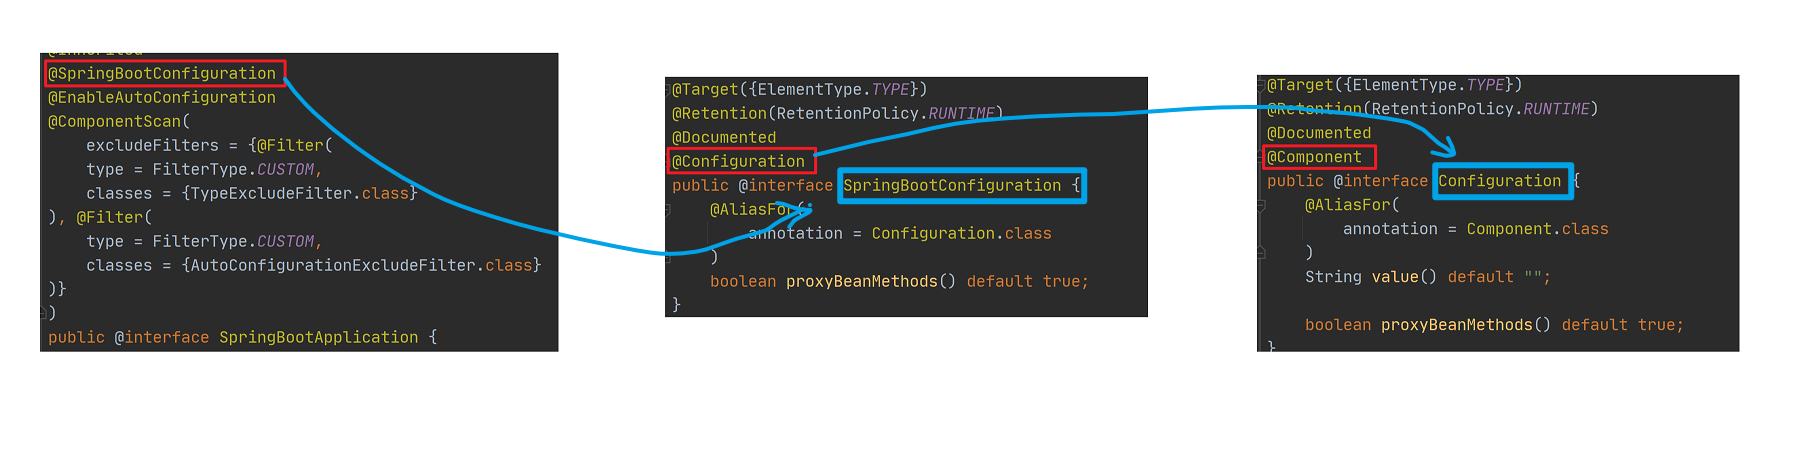 @Inherited
@SpringBootConfiguration
@EnableAutoConfiguration
@ComponentScan(
excludeFilters = {@Filter(
type = FilterType.CUSTOM,
classes = {TypeExcludeFilter.class}
), @Filter(
type = FilterType.CUSTOM,
classes = {AutoConfigurationExcludeFilter.class}
)}
)
public @interface SpringBootApplication {
@Target({ElementType.TYPE})
@Retention(RetentionPolicy.RUNTIME)
@Documented
@Configuration
public @interface SpringBootConfiguration {
@AliasFor(
annotation = Configuration.class
)
boolean proxyBeanMethods() default true;
}
@Target({ElementType.TYPE})
@Retention(RetentionPolicy.RUNTIME)
@Documented
@Component
public @interface Configuration {
@AliasFor(
annotation = Component.class
)
String value() default "";
boolean proxyBeanMethods() default true;
}